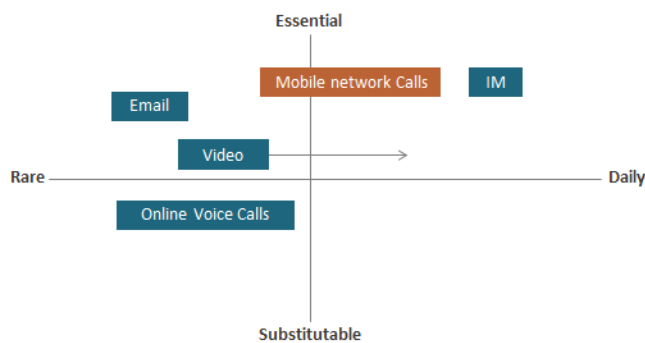 Essential
Mobile network Calls
IM
Email
Video
Rare
Daily
Online Voice Calls
Substitutable